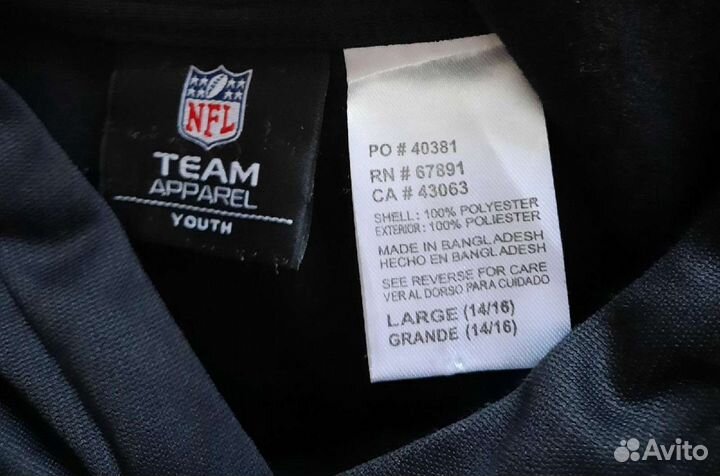 NFL
TEAM
APPAREL
YOUTH
PO # 40381
RN # 67891
CA # 43063
SHELL: 100% POLYESTER
EXTERIOR: 100% POLIESTER
MADE IN BANGLADESH
HECHO EN BANGLADESH
SEE REVERSE FOR CARE
VER AL DORSO PARA CUIDADO
LARGE (14/16)
GRANDE (14/16)
Avito